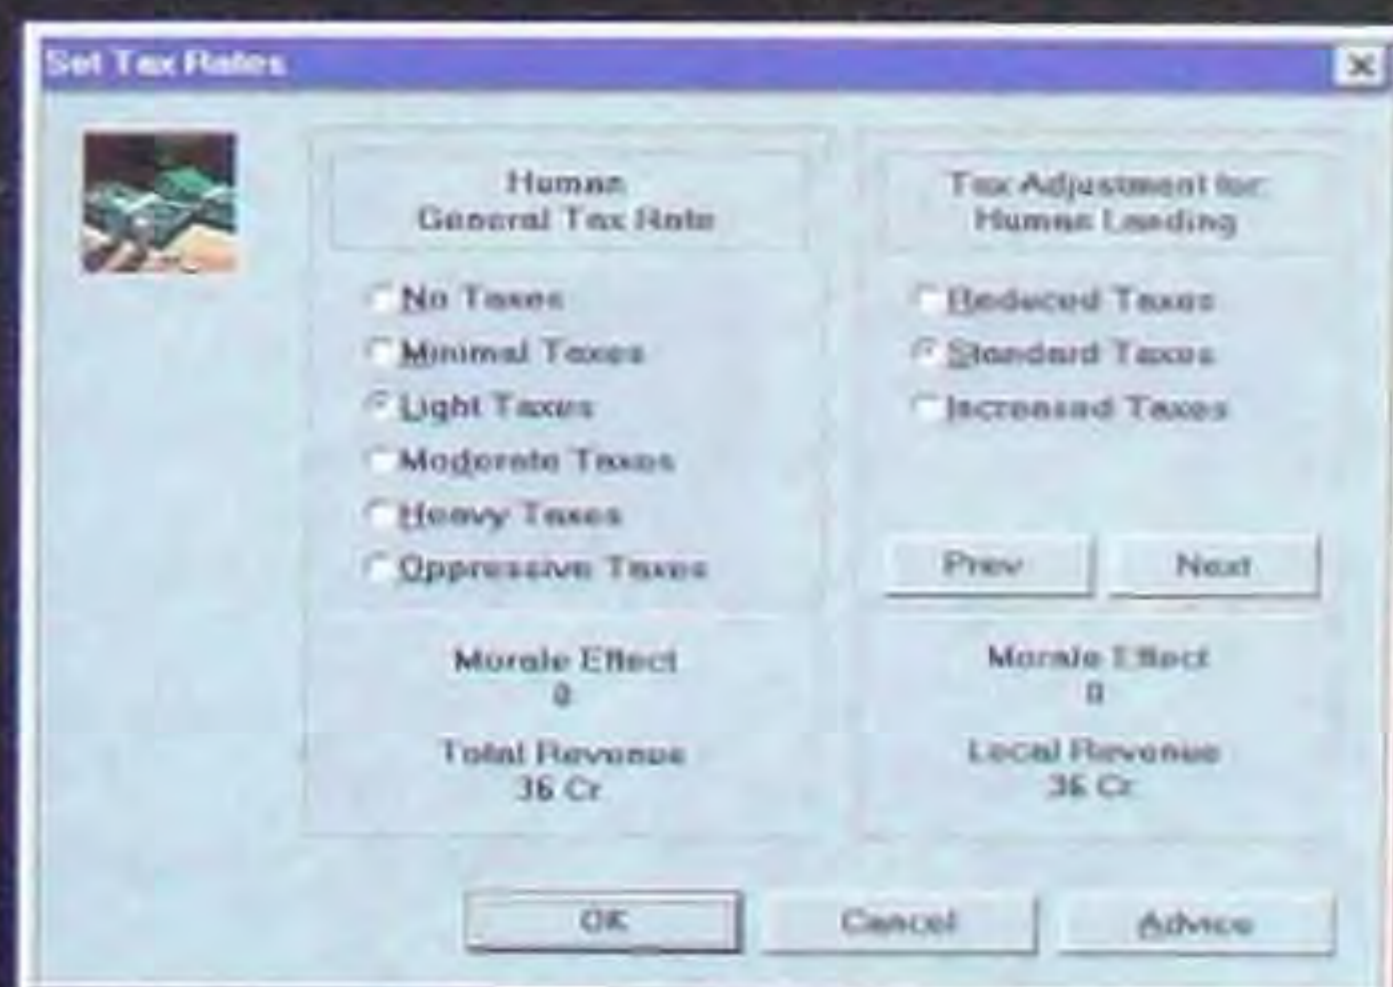 Set Tax Rates
Human
General Tax Rate
No Taxes
Minimal Taxes
Light Taxes
Moderate Taxes
Heavy Taxes
Oppressive Taxes
Morale Effect
0
Total Revenue
36 Cr
Tax Adjustment for:
Human Landing
Reduced Taxes
Standard Taxes
Increased Taxes
Prev
Next
Morale Effect
0
Local Revenue
36 Cr
OK
Cancel
Advice